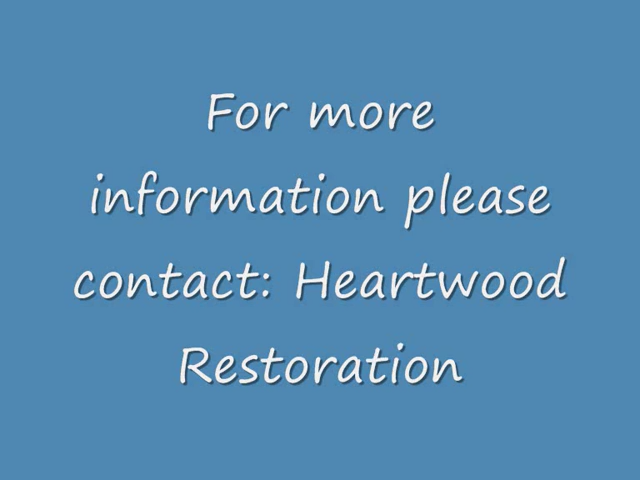 For more
information please
contact: Heartwood
Restoration